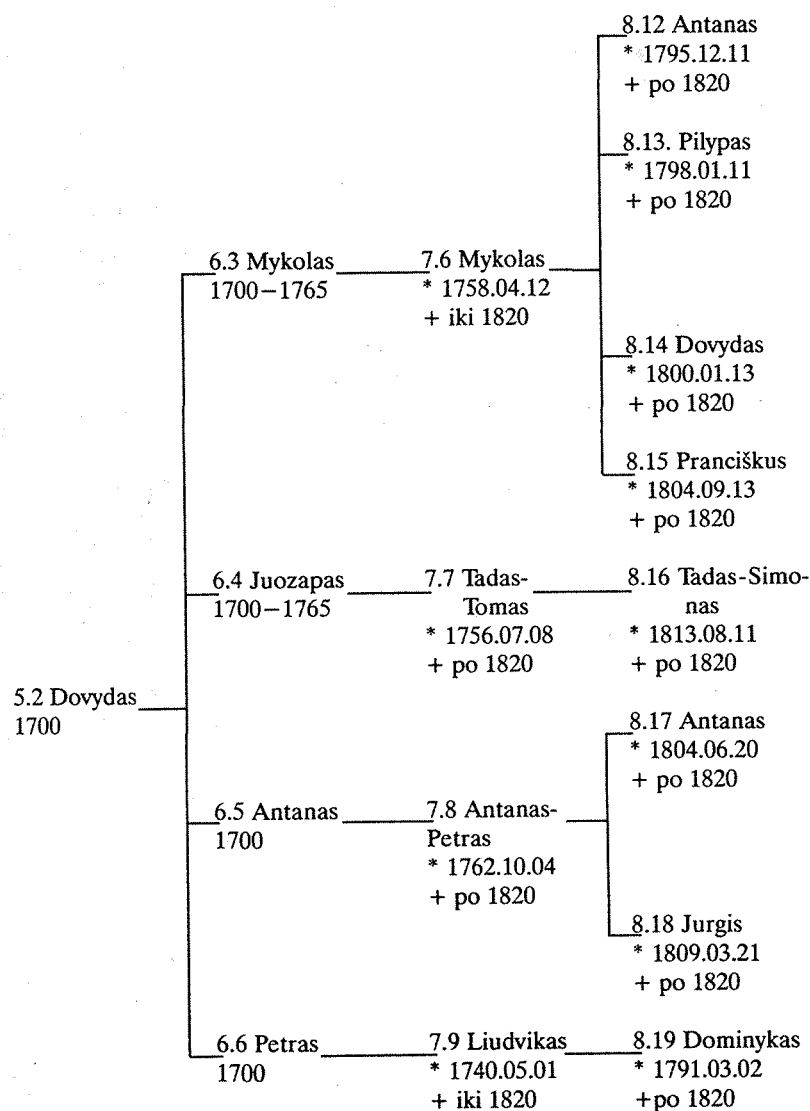 8.12 Antanas
* 1795.12.11
+ po 1820
8.13. Pilypas
* 1798.01.11
+ po 1820
6.3 Mykolas
1700–1765
7.6 Mykolas
* 1758.04.12
+ iki 1820
8.14 Dovydas
* 1800.01.13
+ po 1820
8.15 Pranciškus
* 1804.09.13
+ po 1820
6.4 Juozapas
1700–1765
7.7 Tadas-
Tomas
* 1756.07.08
+ po 1820
8.16 Tadas-Simo-
nas
* 1813.08.11
+ po 1820
5.2 Dovydas
1700
8.17 Antanas
* 1804.06.20
+ po 1820
6.5 Antanas
1700
7.8 Antanas-
Petras
* 1762.10.04
+ po 1820
8.18 Jurgis
* 1809.03.21
+ po 1820
6.6 Petras
1700
7.9 Liudvikas
* 1740.05.01
+ iki 1820
8.19 Dominykas
* 1791.03.02
+po 1820